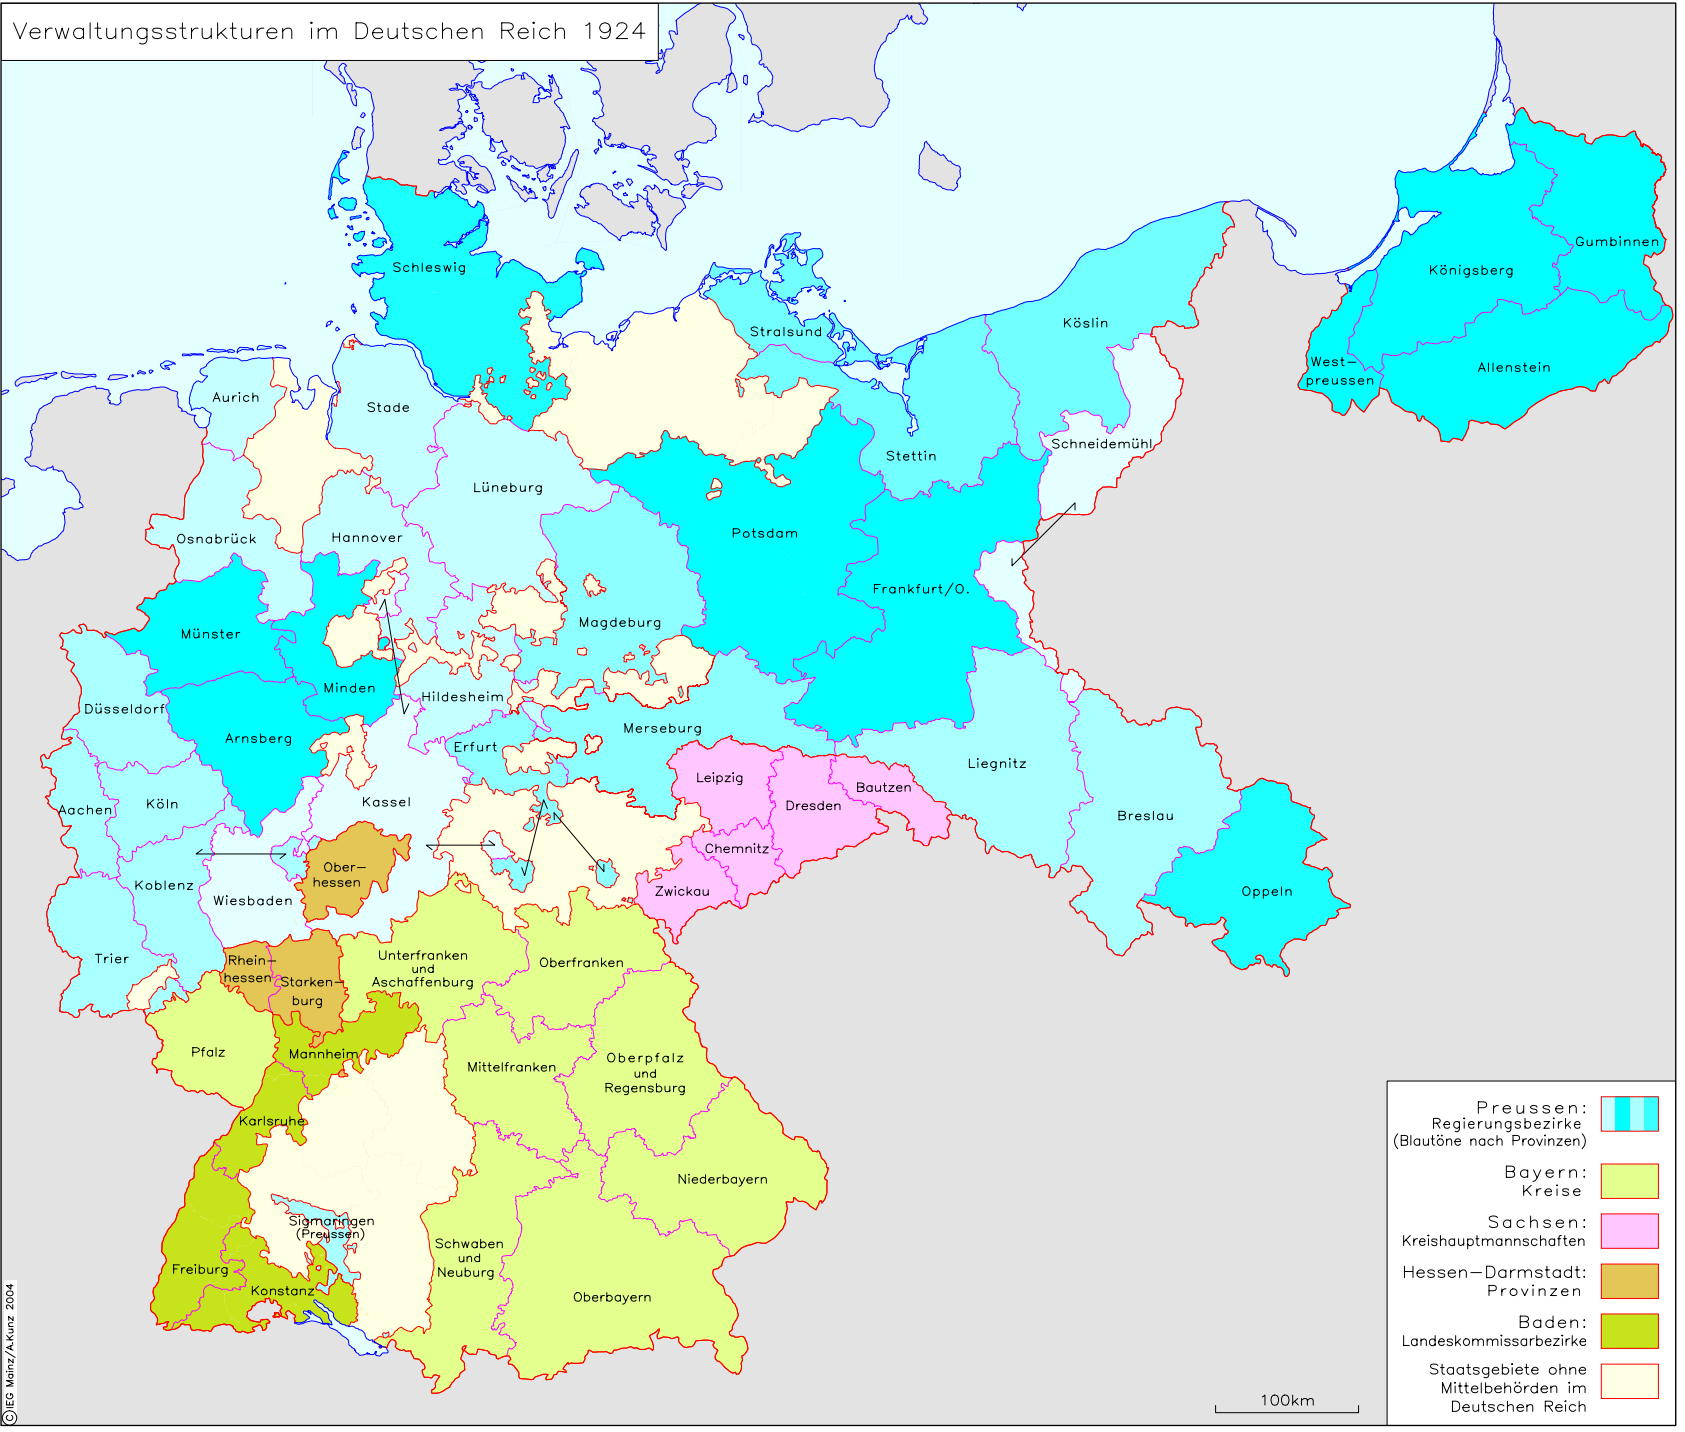 Verwaltungsstrukturen im Deutschen Reich 1924
Schleswig
Gumbinnen
Königsberg
Stralsund
Köslin
West-
preussen
Allenstein
Aurich
Stade
Schneidemühl
Stettin
Lüneburg
Osnabrück
Hannover
Potsdam
Frankfurt/O.
Münster
Magdeburg
Minden
Hildesheim
Düsseldorf
Arnsberg
Erfurt
Merseburg
Liegnitz
Leipzig
Bautzen
Dresden
Aachen
Köln
Kassel
Breslau
Chemnitz
Ober-
hessen
Koblenz
Wiesbaden
Zwickau
Oppeln
Trier
Rhein-
hessen
Starken-
burg
Unterfranken
und
Aschaffenburg
Oberfranken
Pfalz
Mannheim
Mittelfranken
Oberpfalz
und
Regensburg
Karlsruhe
Niederbayern
Sigmaringen
(Preussen)
Schwaben
und
Neuburg
Freiburg
Konstanz
Oberbayern
Preussen:
Regierungsbezirke
(Blautöne nach Provinzen)
Bayern:
Kreise
Sachsen:
Kreishauptmannschaften
Hessen-Darmstadt:
Provinzen
Baden:
Landeskommissarbezirke
Staatsgebiete ohne
Mittelbehörden im
Deutschen Reich
100km
©IEG Mainz/A.Kunz 2004